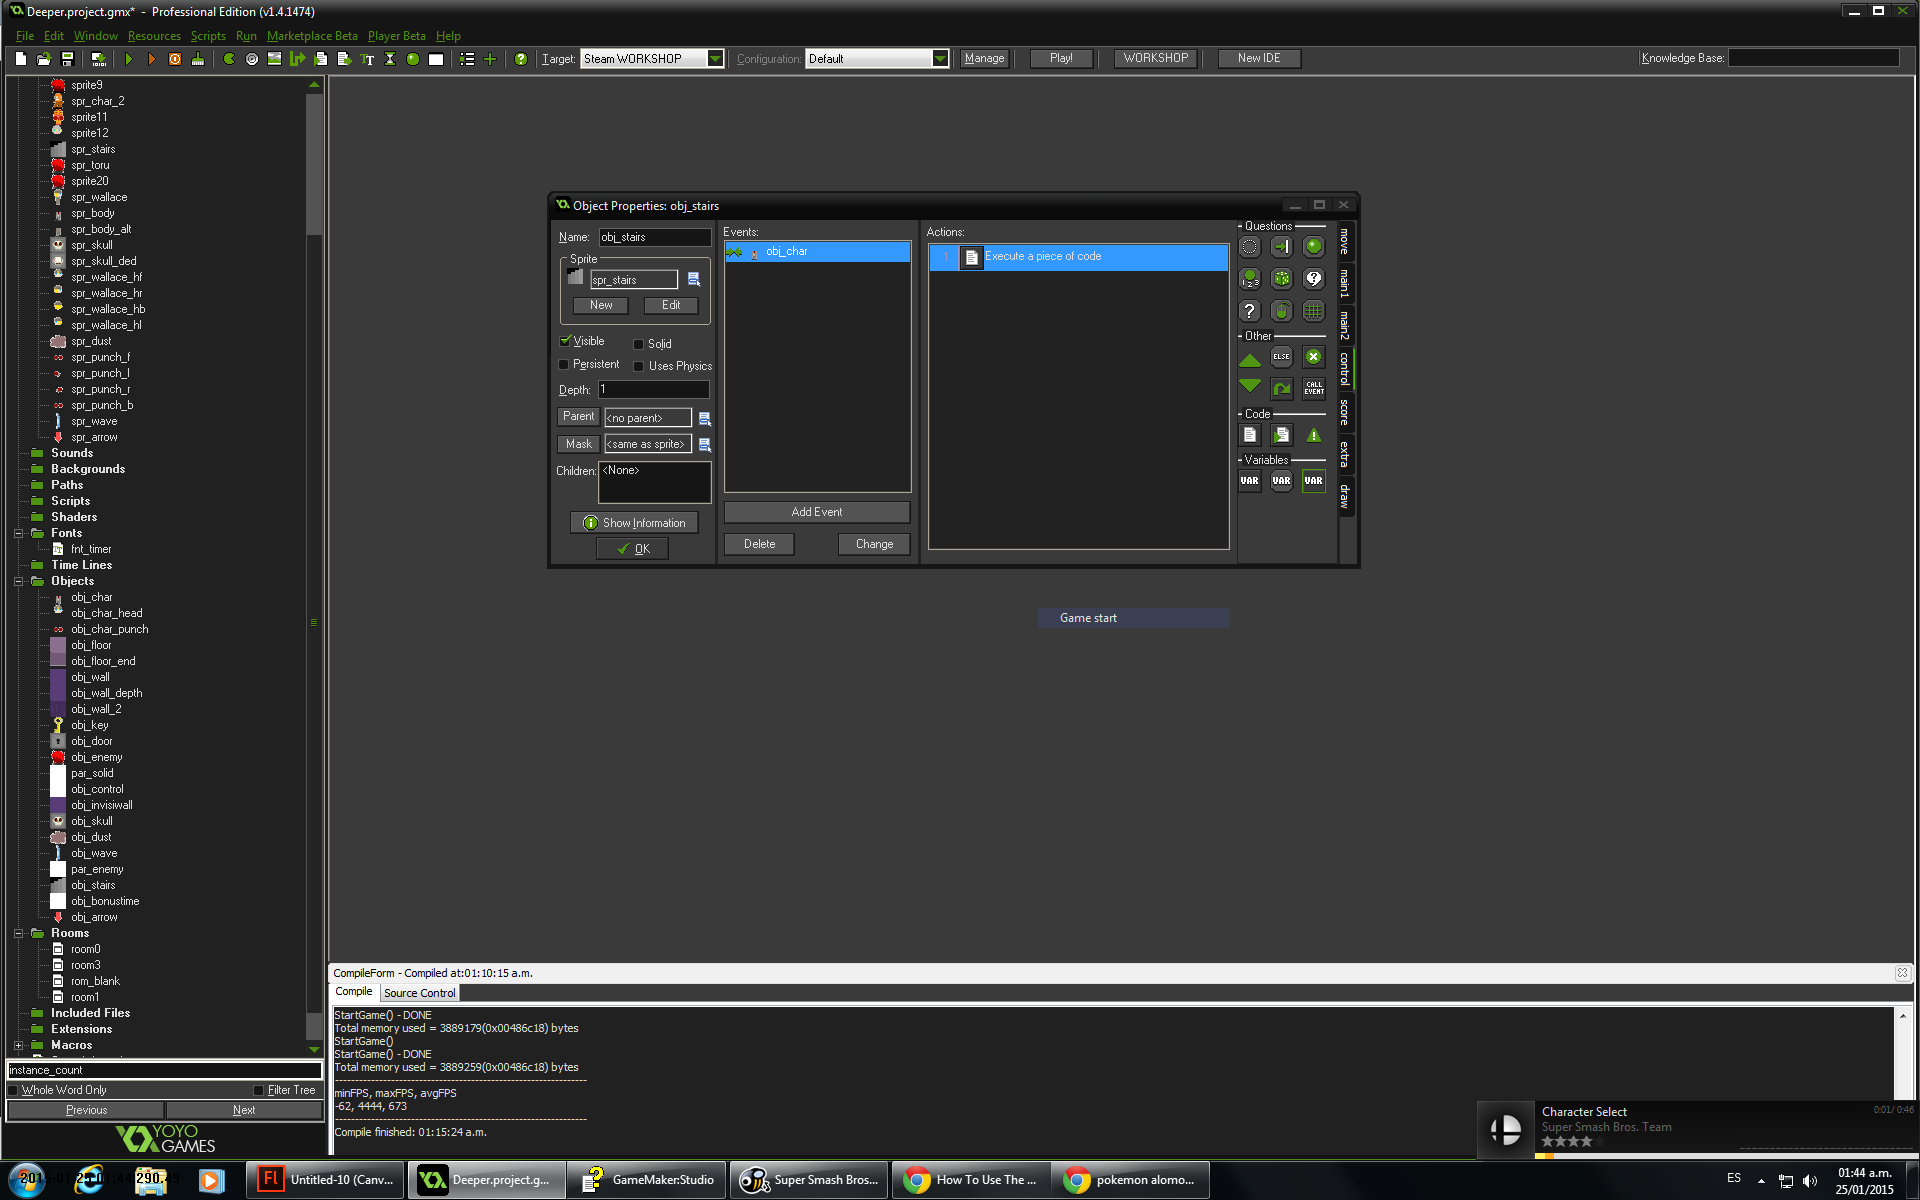 Deeper.project.gmx* - Professional Edition (v1.4.1474)
File Edit Window Resources Scripts Run Marketplace Beta Player Beta Help
Target: Steam WORKSHOP Configuration: Default Manage Play! WORKSHOP New IDE Knowledge Base:
sprite9
spr_char_2
sprite11
sprite12
spr_stairs
spr_toru
sprite20
spr_wallace
spr_body
spr_body_alt
spr_skull
spr_skull_ded
spr_wallace_hf
spr_wallace_hr
spr_wallace_hb
spr_wallace_hl
spr_dust
spr_punch_f
spr_punch_l
spr_punch_r
spr_punch_b
spr_wave
spr_arrow
Sounds
Backgrounds
Paths
Scripts
Shaders
Fonts
fnt_timer
Time Lines
Objects
obj_char
obj_char_head
obj_char_punch
obj_floor
obj_floor_end
obj_wall
obj_wall_depth
obj_wall_2
obj_key
obj_door
obj_enemy
par_solid
obj_control
obj_invisiwall
obj_skull
obj_dust
obj_wave
par_enemy
obj_stairs
obj_bonustime
obj_arrow
Rooms
room0
room3
rom_blank
room1
Included Files
Extensions
Macros
instance_count
Whole Word Only Filter Tree
Previous Next
YOYO GAMES
Object Properties: obj_stairs
Name: obj_stairs
Sprite
spr_stairs
New Edit
Visible Solid
Persistent Uses Physics
Depth: 1
Parent <no parent>
Mask <same as sprite>
Children: <None>
Show Information
OK
Events:
obj_char
Add Event
Delete Change
Actions:
1 Execute a piece of code
Questions
Other
ELSE
CALL EVENT
Code
Variables
VAR VAR VAR
move
main1
main2
control
score
extra
draw
Game start
CompileForm - Compiled at:01:10:15 a.m.
Compile Source Control
StartGame() - DONE
Total memory used = 3889179(0x00486c18) bytes
StartGame()
StartGame() - DONE
Total memory used = 3889259(0x00486c18) bytes
minFPS, maxFPS, avgFPS
-62, 4444, 673
Compile finished: 01:15:24 a.m.
Character Select 0:01/ 0:46
Super Smash Bros. Team
Untitled-10 (Canv...
Deeper.project.g...
GameMaker:Studio
Super Smash Bros...
How To Use The ...
pokemon alomo...
ES
01:44 a.m.
25/01/2015